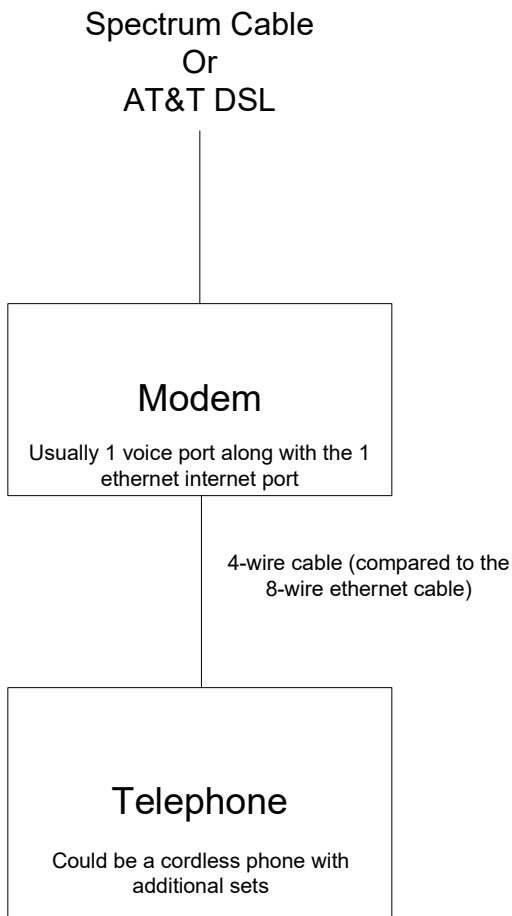 Spectrum Cable
Or
AT&T DSL
Modem
Usually 1 voice port along with the 1
ethernet internet port
4-wire cable (compared to the
8-wire ethernet cable)
Telephone
Could be a cordless phone with
additional sets